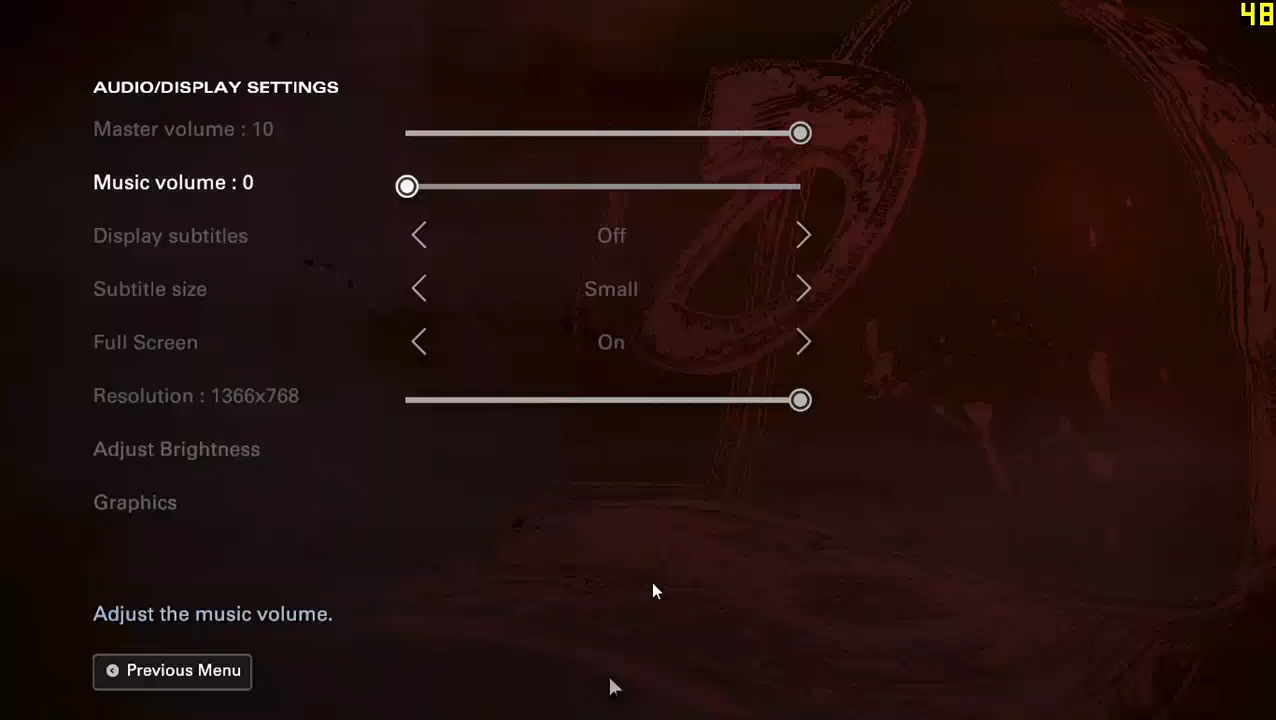 48
AUDIO/DISPLAY SETTINGS
Master volume : 10
Music volume : 0
Display subtitles Off
Subtitle size Small
Full Screen On
Resolution : 1366x768
Adjust Brightness
Graphics
Adjust the music volume.
Previous Menu